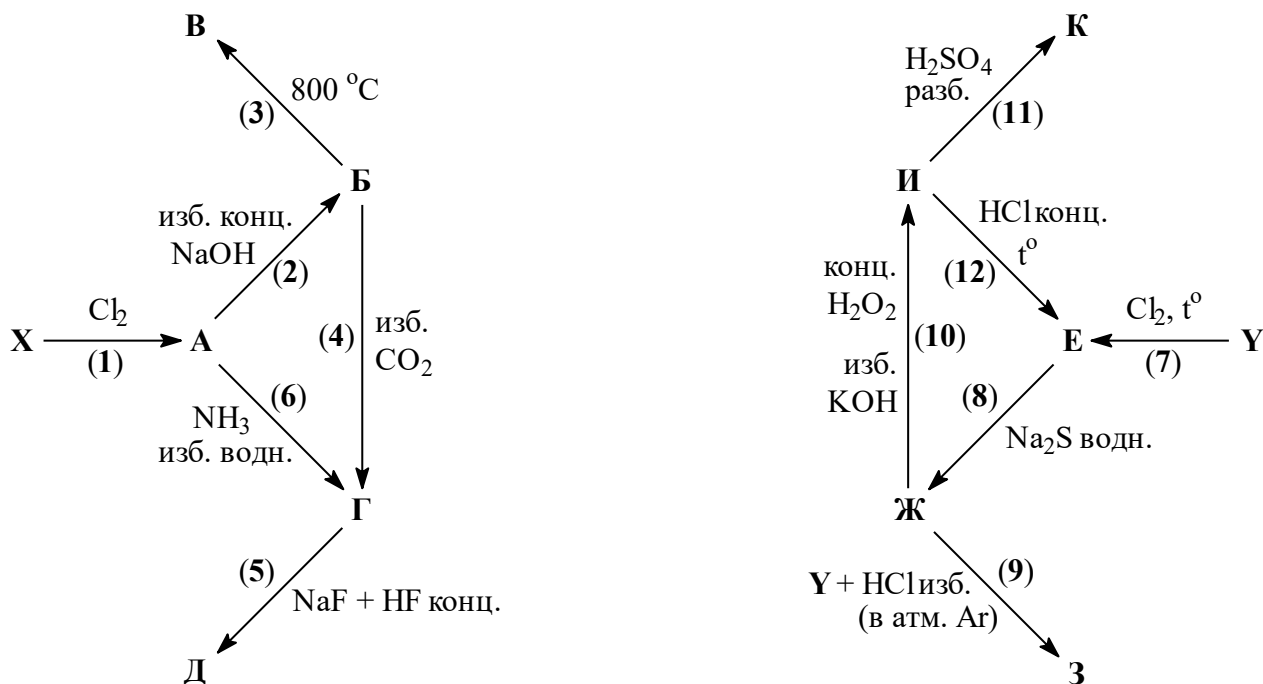 В
К
H₂SO₄
разб.
800 °C
(3)
(11)
Б
И
изб. конц.
NaOH
(2)
HCl конц.
t°
(12)
конц.
H₂O₂
Cl₂
X
(1)
А
(4)
изб.
CO₂
(10)
изб.
KOH
Е
Cl₂, t°
(7)
Y
(6)
NH₃
изб. водн.
(8)
Na₂S водн.
Г
Ж
(5)
NaF + HF конц.
(9)
Y + HCl изб.
(в атм. Ar)
Д
З